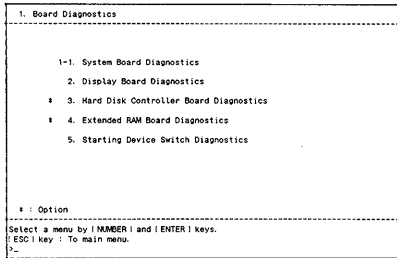 1. Board Diagnostics
1-1. System Board Diagnostics
2. Display Board Diagnostics
* 3. Hard Disk Controller Board Diagnostics
* 4. Extended RAM Board Diagnostics
5. Starting Device Switch Diagnostics
* : Option
Select a menu by | NUMBER | and | ENTER | keys.
| ESC | key : To main menu.
>_